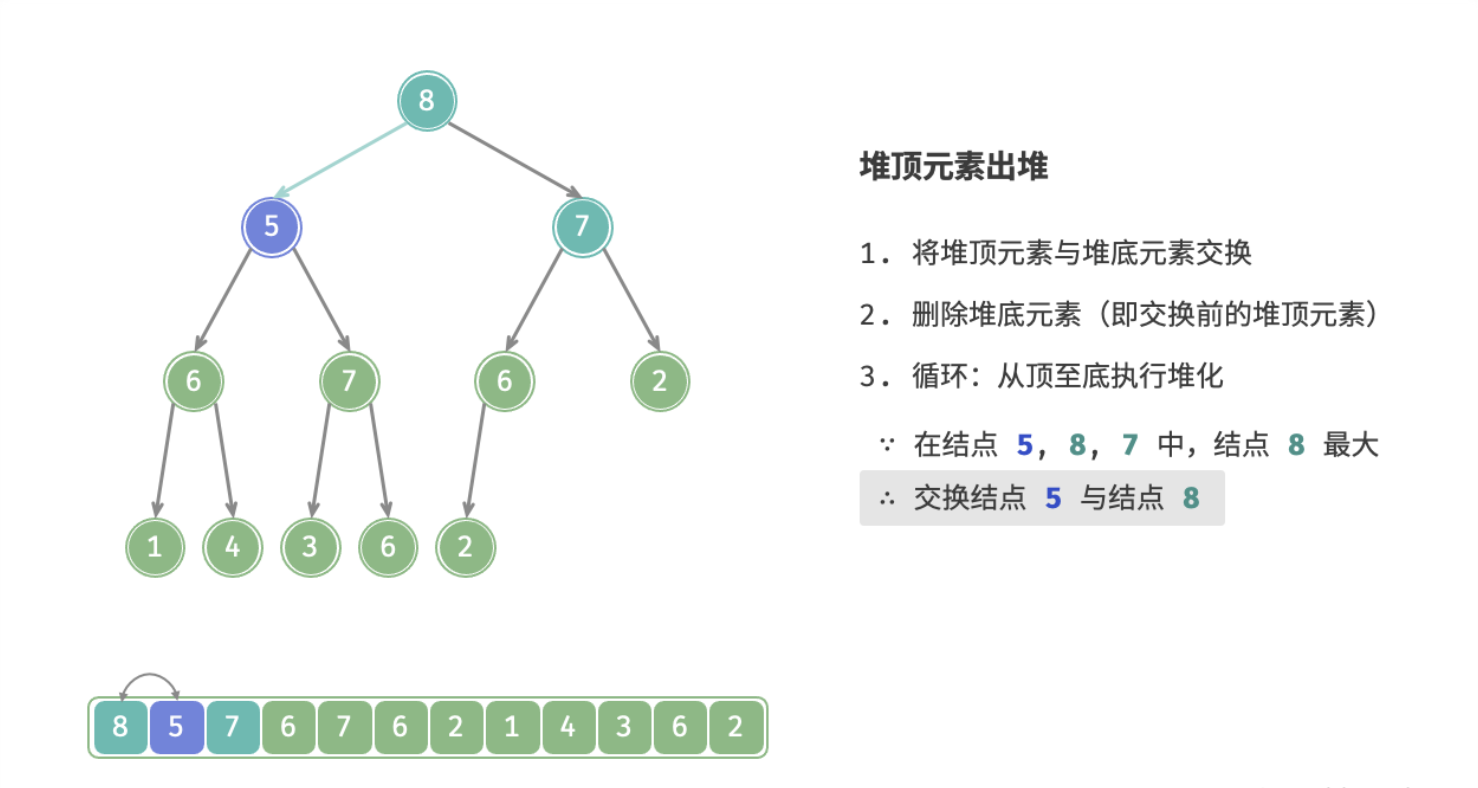 8
堆顶元素出堆
5 7
1. 将堆顶元素与堆底元素交换
2. 删除堆底元素（即交换前的堆顶元素）
6 7 6 2
3. 循环：从顶至底执行堆化
∵ 在结点 5, 8, 7 中，结点 8 最大
∴ 交换结点 5 与结点 8
1 4 3 6 2
8 5 7 6 7 6 2 1 4 3 6 2